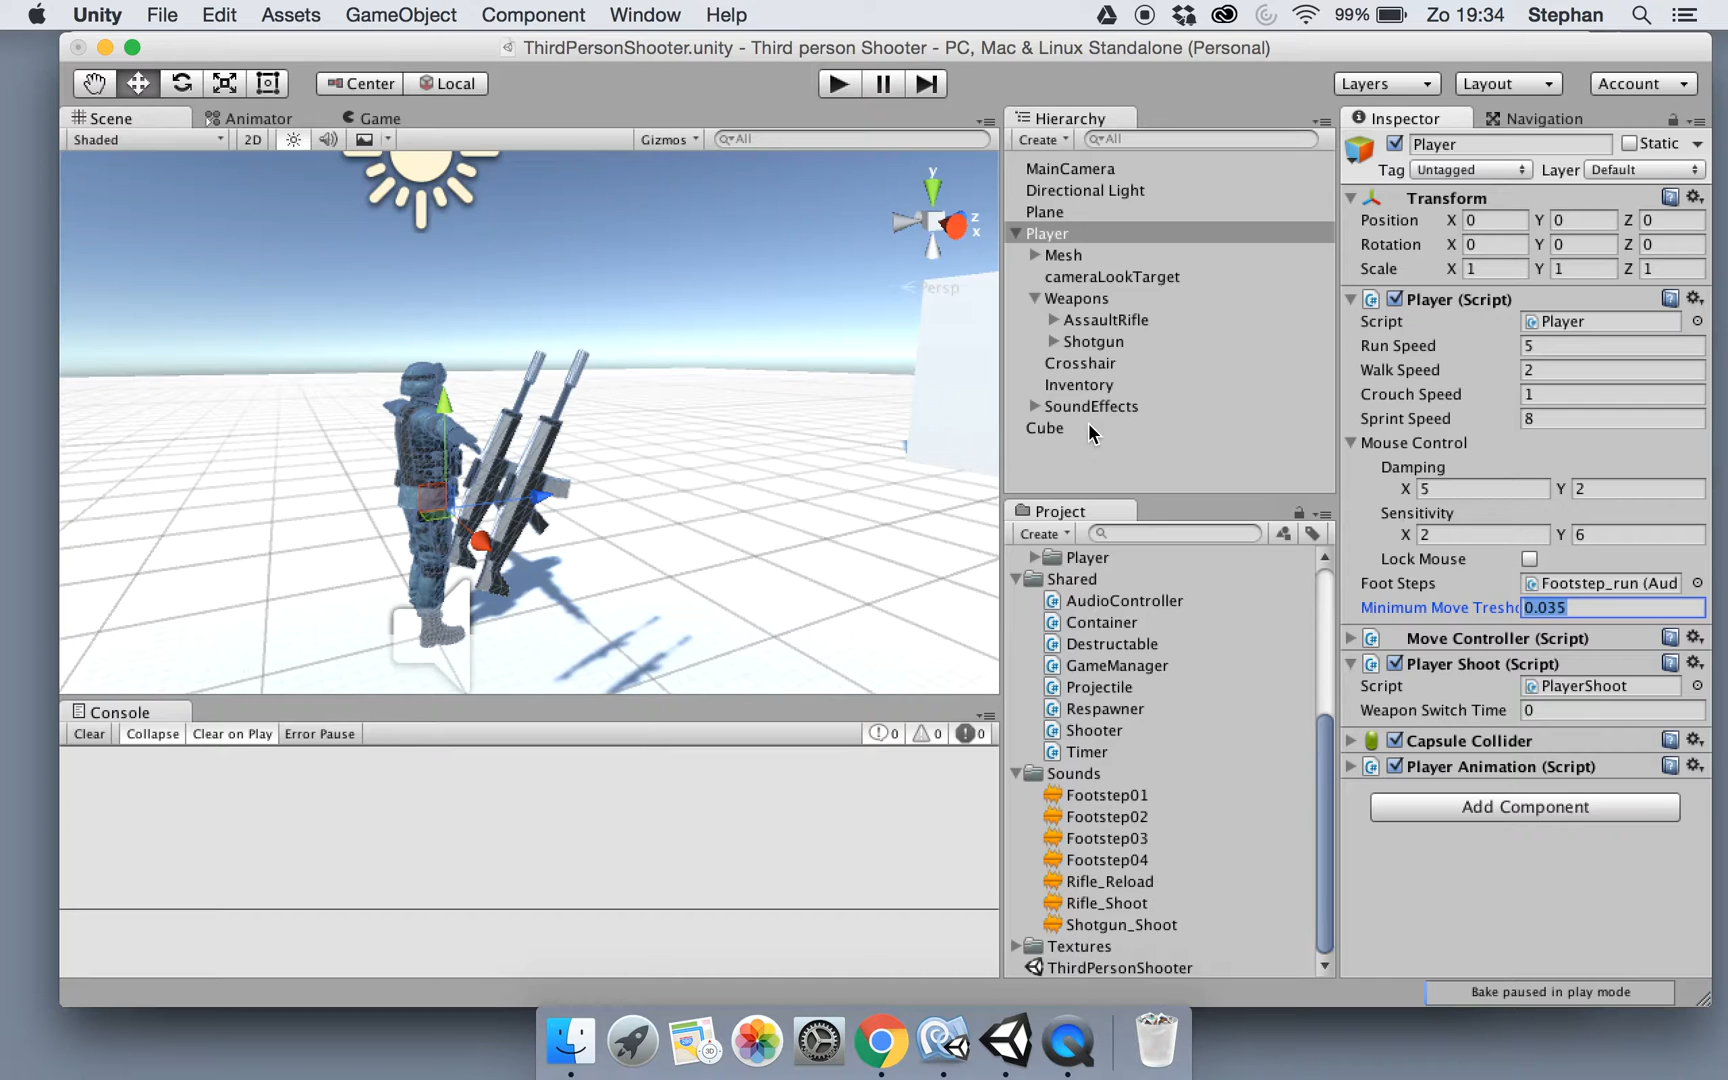 Unity File Edit Assets GameObject Component Window Help 99% Zo 19:34 Stephan
ThirdPersonShooter.unity - Third person Shooter - PC, Mac & Linux Standalone (Personal)
Center Local Layers Layout Account
Scene Animator Game
Shaded 2D Gizmos All
y
z
x
Persp
Console
Clear Collapse Clear on Play Error Pause 0 0 0
Hierarchy
Create All
MainCamera
Directional Light
Plane
Player
Mesh
cameraLookTarget
Weapons
AssaultRifle
Shotgun
Crosshair
Inventory
SoundEffects
Cube
Project
Create
Player
Shared
AudioController
Container
Destructable
GameManager
Projectile
Respawner
Shooter
Timer
Sounds
Footstep01
Footstep02
Footstep03
Footstep04
Rifle_Reload
Rifle_Shoot
Shotgun_Shoot
Textures
ThirdPersonShooter
Inspector Navigation
Player Static
Tag Untagged Layer Default
Transform
Position X 0 Y 0 Z 0
Rotation X 0 Y 0 Z 0
Scale X 1 Y 1 Z 1
Player (Script)
Script Player
Run Speed 5
Walk Speed 2
Crouch Speed 1
Sprint Speed 8
Mouse Control
Damping
X 5 Y 2
Sensitivity
X 2 Y 6
Lock Mouse
Foot Steps Footstep_run (Aud
Minimum Move Tresho 0.035
Move Controller (Script)
Player Shoot (Script)
Script PlayerShoot
Weapon Switch Time 0
Capsule Collider
Player Animation (Script)
Add Component
Bake paused in play mode